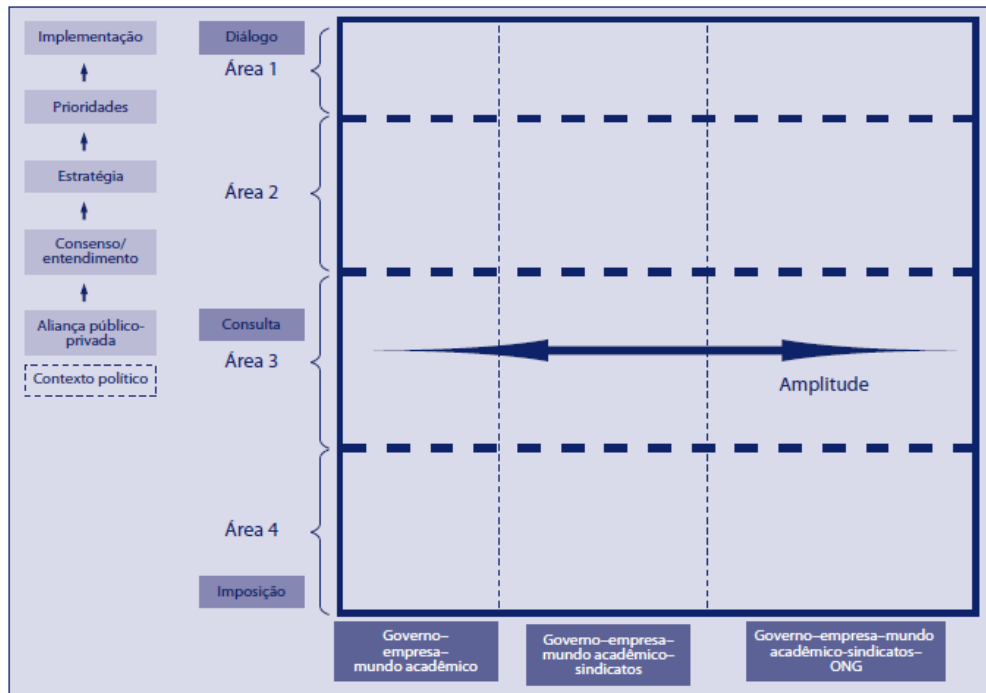 Implementação
Prioridades
Estratégia
Consenso/
entendimento
Aliança público-
privada
Contexto político
Diálogo
Área 1
Área 2
Consulta
Área 3
Área 4
Imposição
Amplitude
Governo–
empresa–
mundo acadêmico
Governo–empresa–
mundo acadêmico-
sindicatos
Governo–empresa–mundo
acadêmico-sindicatos–
ONG